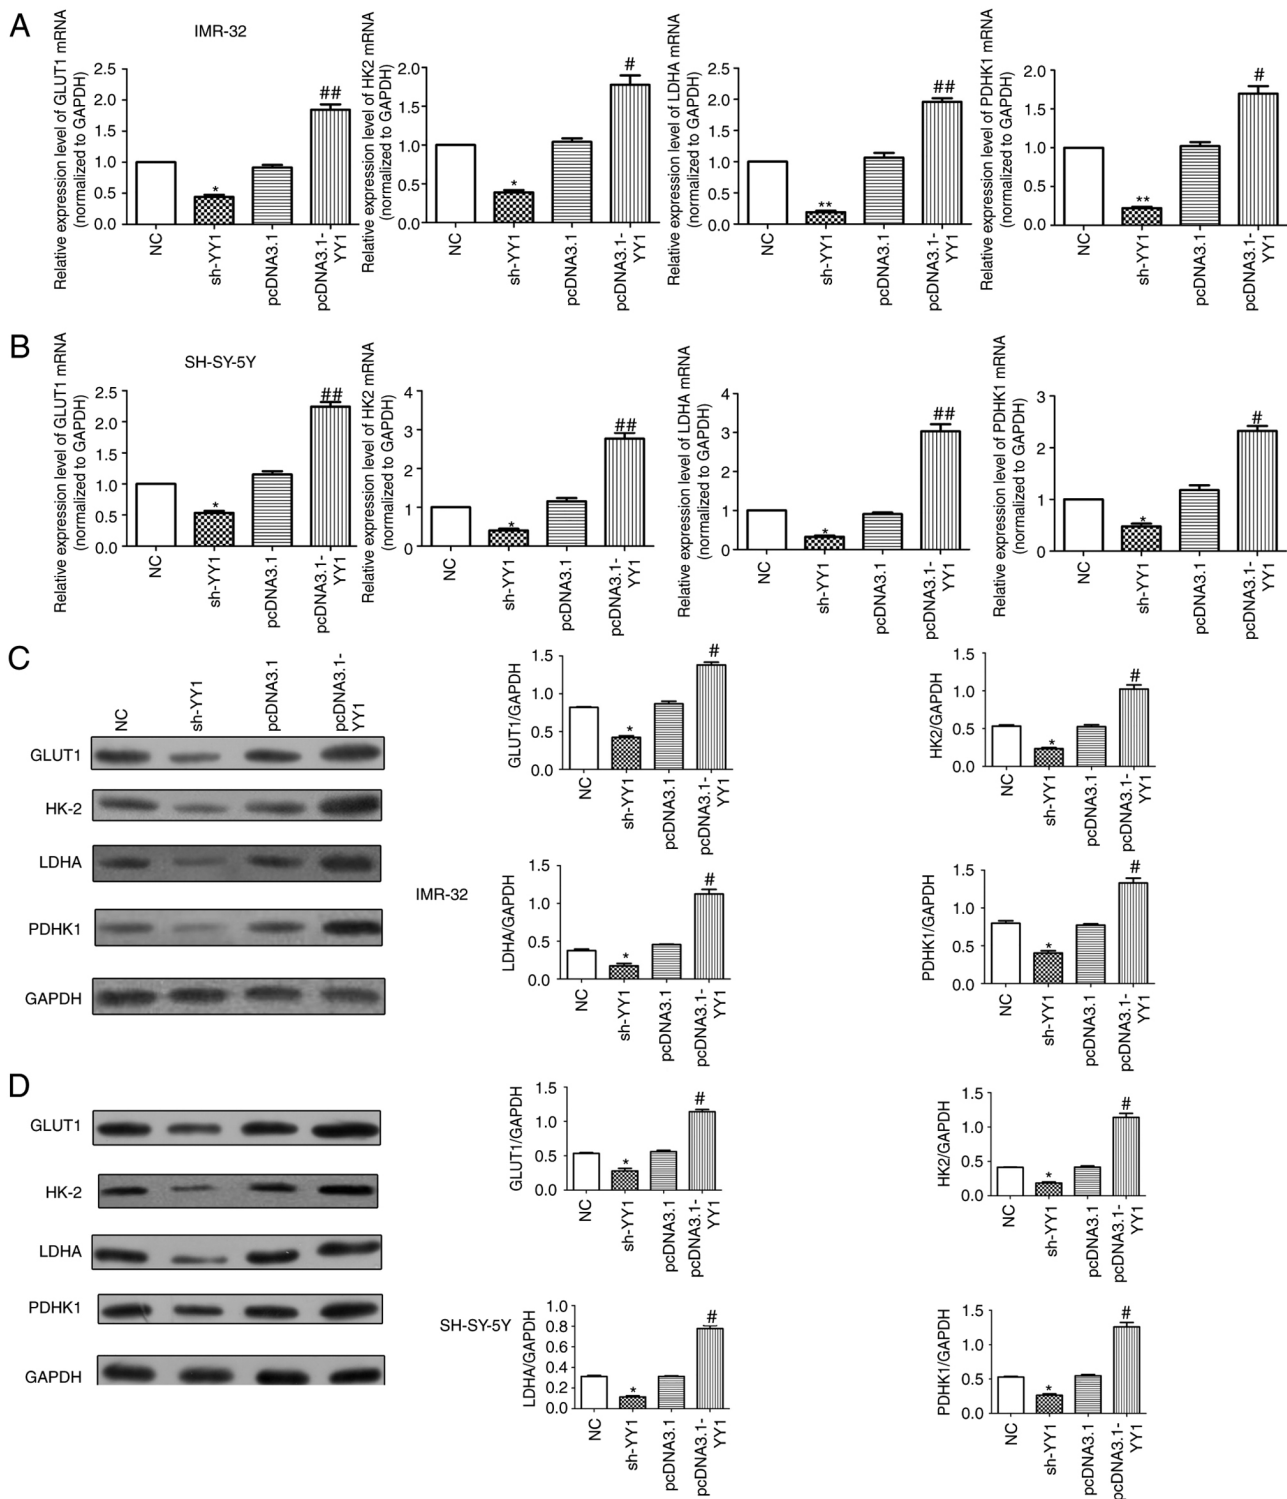 A
IMR-32
Relative expression level of GLUT1 mRNA
(normalized to GAPDH)
2.5
2.0
1.5
1.0
0.5
0.0
*
##
NC
sh-YY1
pcDNA3.1
pcDNA3.1-
YY1
Relative expression level of HK2 mRNA
(normalized to GAPDH)
2.0
1.5
1.0
0.5
0.0
*
#
NC
sh-YY1
pcDNA3.1
pcDNA3.1-
YY1
Relative expression level of LDHA mRNA
(normalized to GAPDH)
2.5
2.0
1.5
1.0
0.5
0.0
**
##
NC
sh-YY1
pcDNA3.1
pcDNA3.1-
YY1
Relative expression level of PDHK1 mRNA
(normalized to GAPDH)
2.0
1.5
1.0
0.5
0.0
**
#
NC
sh-YY1
pcDNA3.1
pcDNA3.1-
YY1
B
SH-SY-5Y
Relative expression level of GLUT1 mRNA
(normalized to GAPDH)
2.5
2.0
1.5
1.0
0.5
0.0
*
##
NC
sh-YY1
pcDNA3.1
pcDNA3.1-
YY1
Relative expression level of HK2 mRNA
(normalized to GAPDH)
4
3
2
1
0
*
##
NC
sh-YY1
pcDNA3.1
pcDNA3.1-
YY1
Relative expression level of LDHA mRNA
(normalized to GAPDH)
4
3
2
1
0
*
##
NC
sh-YY1
pcDNA3.1
pcDNA3.1-
YY1
Relative expression level of PDHK1 mRNA
(normalized to GAPDH)
3
2
1
0
*
#
NC
sh-YY1
pcDNA3.1
pcDNA3.1-
YY1
C
NC
sh-YY1
pcDNA3.1
pcDNA3.1-
YY1
GLUT1
HK-2
LDHA
PDHK1
GAPDH
IMR-32
GLUT1/GAPDH
1.5
1.0
0.5
0.0
*
#
NC
sh-YY1
pcDNA3.1
pcDNA3.1-
YY1
HK2/GAPDH
1.5
1.0
0.5
0.0
*
#
NC
sh-YY1
pcDNA3.1
pcDNA3.1-
YY1
LDHA/GAPDH
1.5
1.0
0.5
0.0
*
#
NC
sh-YY1
pcDNA3.1
pcDNA3.1-
YY1
PDHK1/GAPDH
1.5
1.0
0.5
0.0
*
#
NC
sh-YY1
pcDNA3.1
pcDNA3.1-
YY1
D
GLUT1
HK-2
LDHA
PDHK1
GAPDH
SH-SY-5Y
GLUT1/GAPDH
1.5
1.0
0.5
0.0
*
#
NC
sh-YY1
pcDNA3.1
pcDNA3.1-
YY1
HK2/GAPDH
1.5
1.0
0.5
0.0
*
#
NC
sh-YY1
pcDNA3.1
pcDNA3.1-
YY1
LDHA/GAPDH
1.0
0.8
0.6
0.4
0.2
0.0
*
#
NC
sh-YY1
pcDNA3.1
pcDNA3.1-
YY1
PDHK1/GAPDH
1.5
1.0
0.5
0.0
*
#
NC
sh-YY1
pcDNA3.1
pcDNA3.1-
YY1